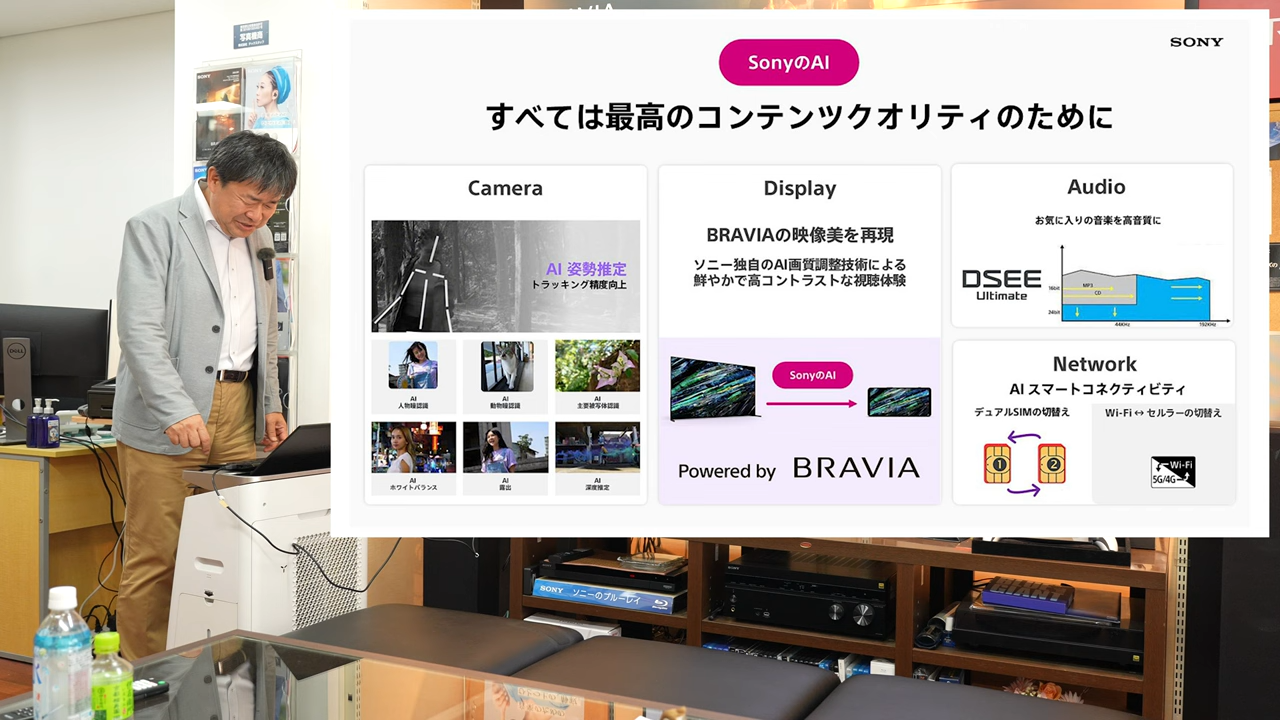 写真機商
SONY
SonyのAI
すべては最高のコンテンツクオリティのために
Camera
AI 姿勢推定
トラッキング精度向上
AI
人物瞳認識
AI
動物瞳認識
AI
主要被写体認識
AI
ホワイトバランス
AI
露出
AI
深度推定
Display
BRAVIAの映像美を再現
ソニー独自のAI画質調整技術による
鮮やかで高コントラストな視聴体験
SonyのAI
Powered by BRAVIA
Audio
お気に入りの音楽を高音質に
DSEE
Ultimate
16bit
24bit
MP3
CD
44KHz
192KHz
Network
AI スマートコネクティビティ
デュアルSIMの切替え
1
2
Wi-Fi ↔ セルラーの切替え
Wi-Fi
5G/4G
SONY
DELL
SONY ソニーのブルーレイ
SONY